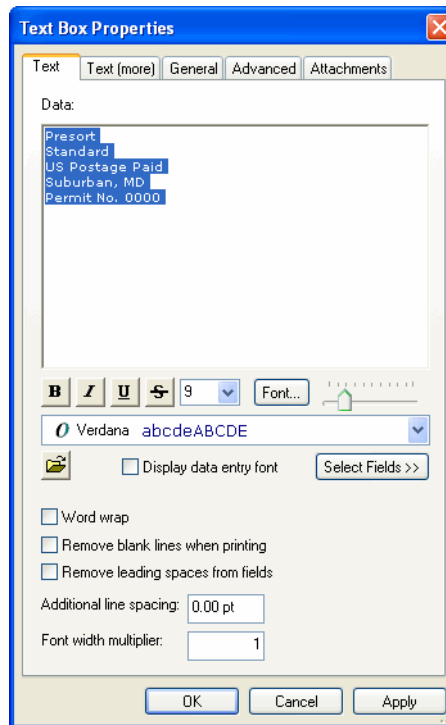 Text Box Properties
Text Text (more) General Advanced Attachments
Data:
Presort
Standard
US Postage Paid
Suburban, MD
Permit No. 0000
B I U S 9 Font...
O Verdana abcdeABCDE
Display data entry font Select Fields >>
Word wrap
Remove blank lines when printing
Remove leading spaces from fields
Additional line spacing: 0.00 pt
Font width multiplier: 1
OK Cancel Apply